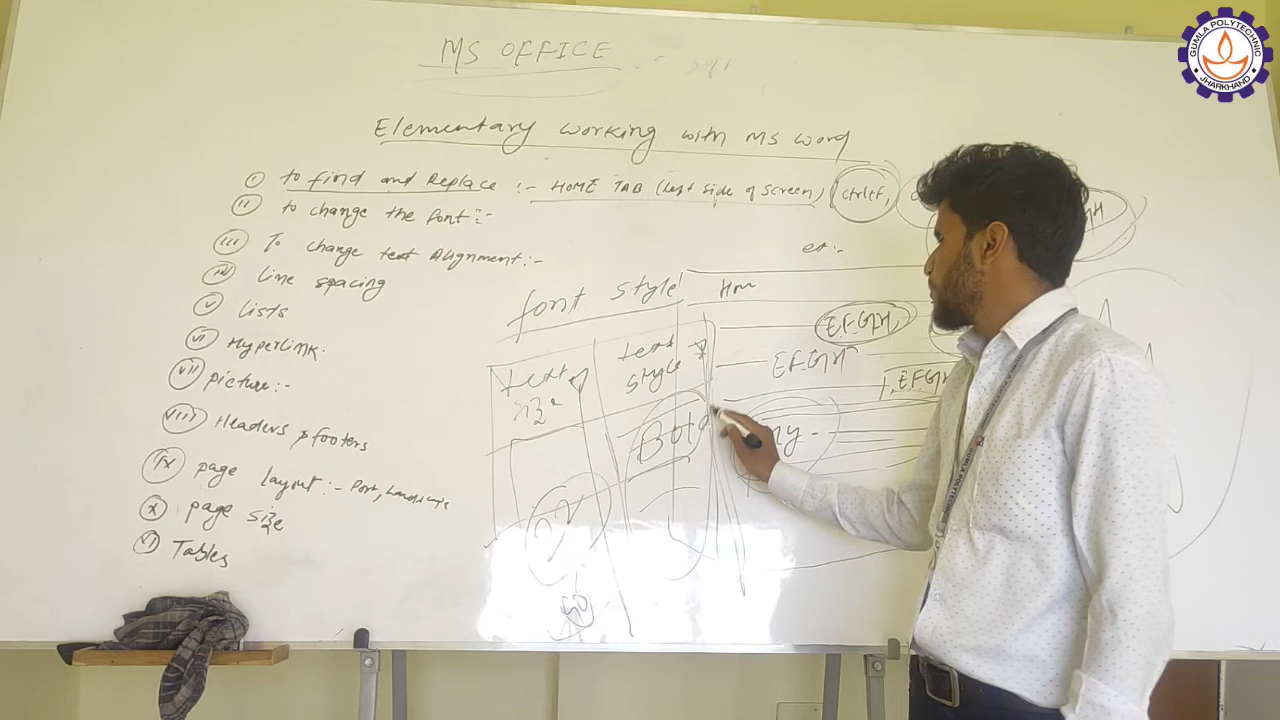 MS OFFICE
Elementary working with MS word
(i) to find and Replace :- HOME TAB (Left side of screen) (ctrl+F,
(ii) to change the font :-
(iii) To change text Alignment :-
(iv) Line spacing
(v) Lists
(vi) HyperLink.
(vii) picture :-
(viii) Headers & footers
(ix) page layout :- Port, Landscape
(x) page size
(xi) Tables
ex :-
font style
text size
text style
EFGH,
EFGH
EFGH
50
GUMLA POLYTECHNIC
JHARKHAND